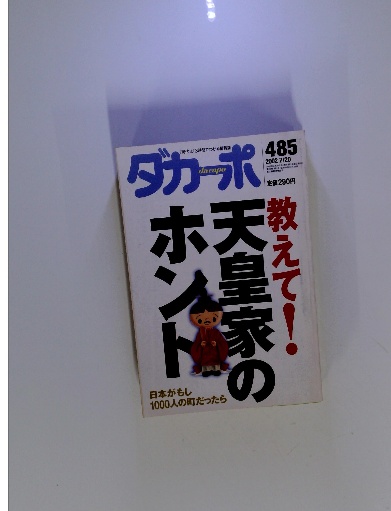 ダカーポ
dacapo
485
2002 7/20
定価290円
教えて!
天皇家の
ホント
日本がもし
1000人の町だったら